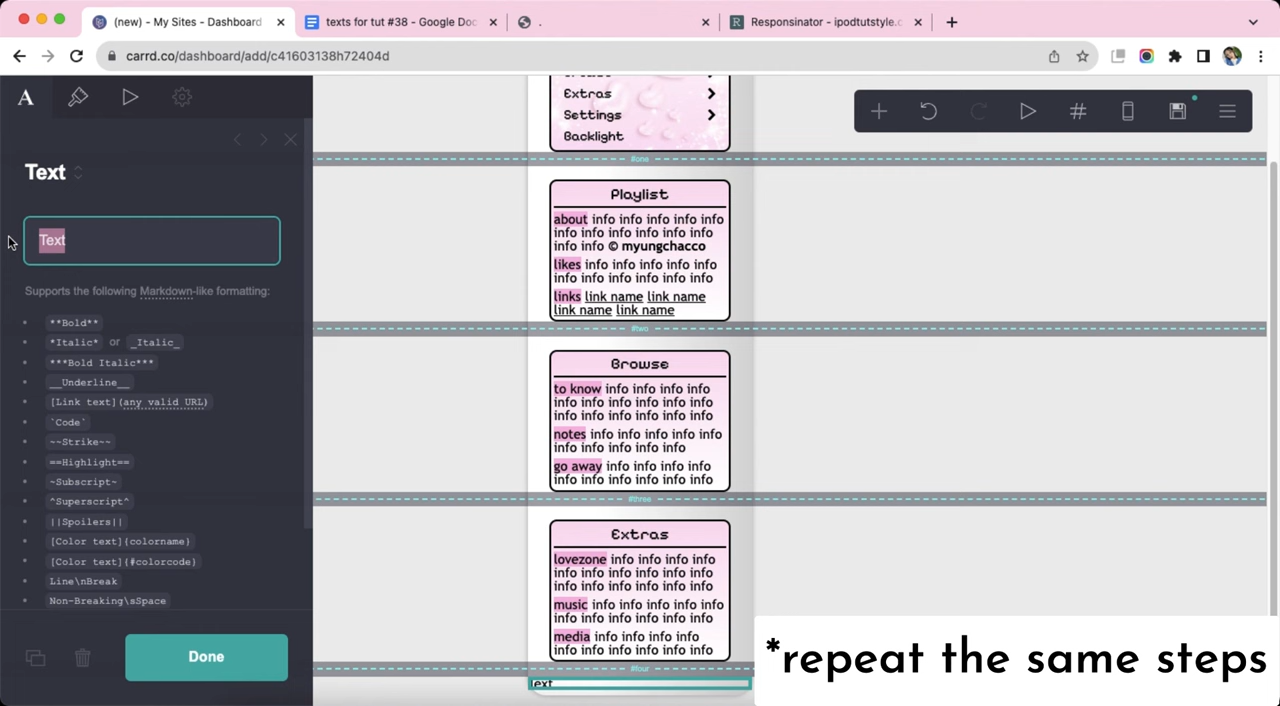 (new) - My Sites - Dashboard
texts for tut #38 - Google Doc
.
Responsinator - ipodtutstyle.c
carrd.co/dashboard/add/c41603138h72404d
A
Text
Text
Supports the following Markdown-like formatting:
**Bold**
*Italic* or _Italic_
***Bold Italic***
__Underline__
[Link text](any valid URL)
`Code`
~~Strike~~
==Highlight==
~Subscript~
^Superscript^
||Spoilers||
[Color text]{colorname}
[Color text]{#colorcode}
Line\nBreak
Non-Breaking\sSpace
Done
Extras
Settings
Backlight
#one
Playlist
about info info info info info
info info info info info info
info info © myungchacco
likes info info info info info
info info info info info info
links link name link name
link name link name
#two
Browse
to know info info info info
info info info info info info
info info info info info info
notes info info info info info
info info info info info
go away info info info info
info info info info info info
#three
Extras
lovezone info info info info
info info info info info info
info info info info info info
music info info info info info
info info info info info info
media info info info info
info info info info info info
#four
Text
*repeat the same steps